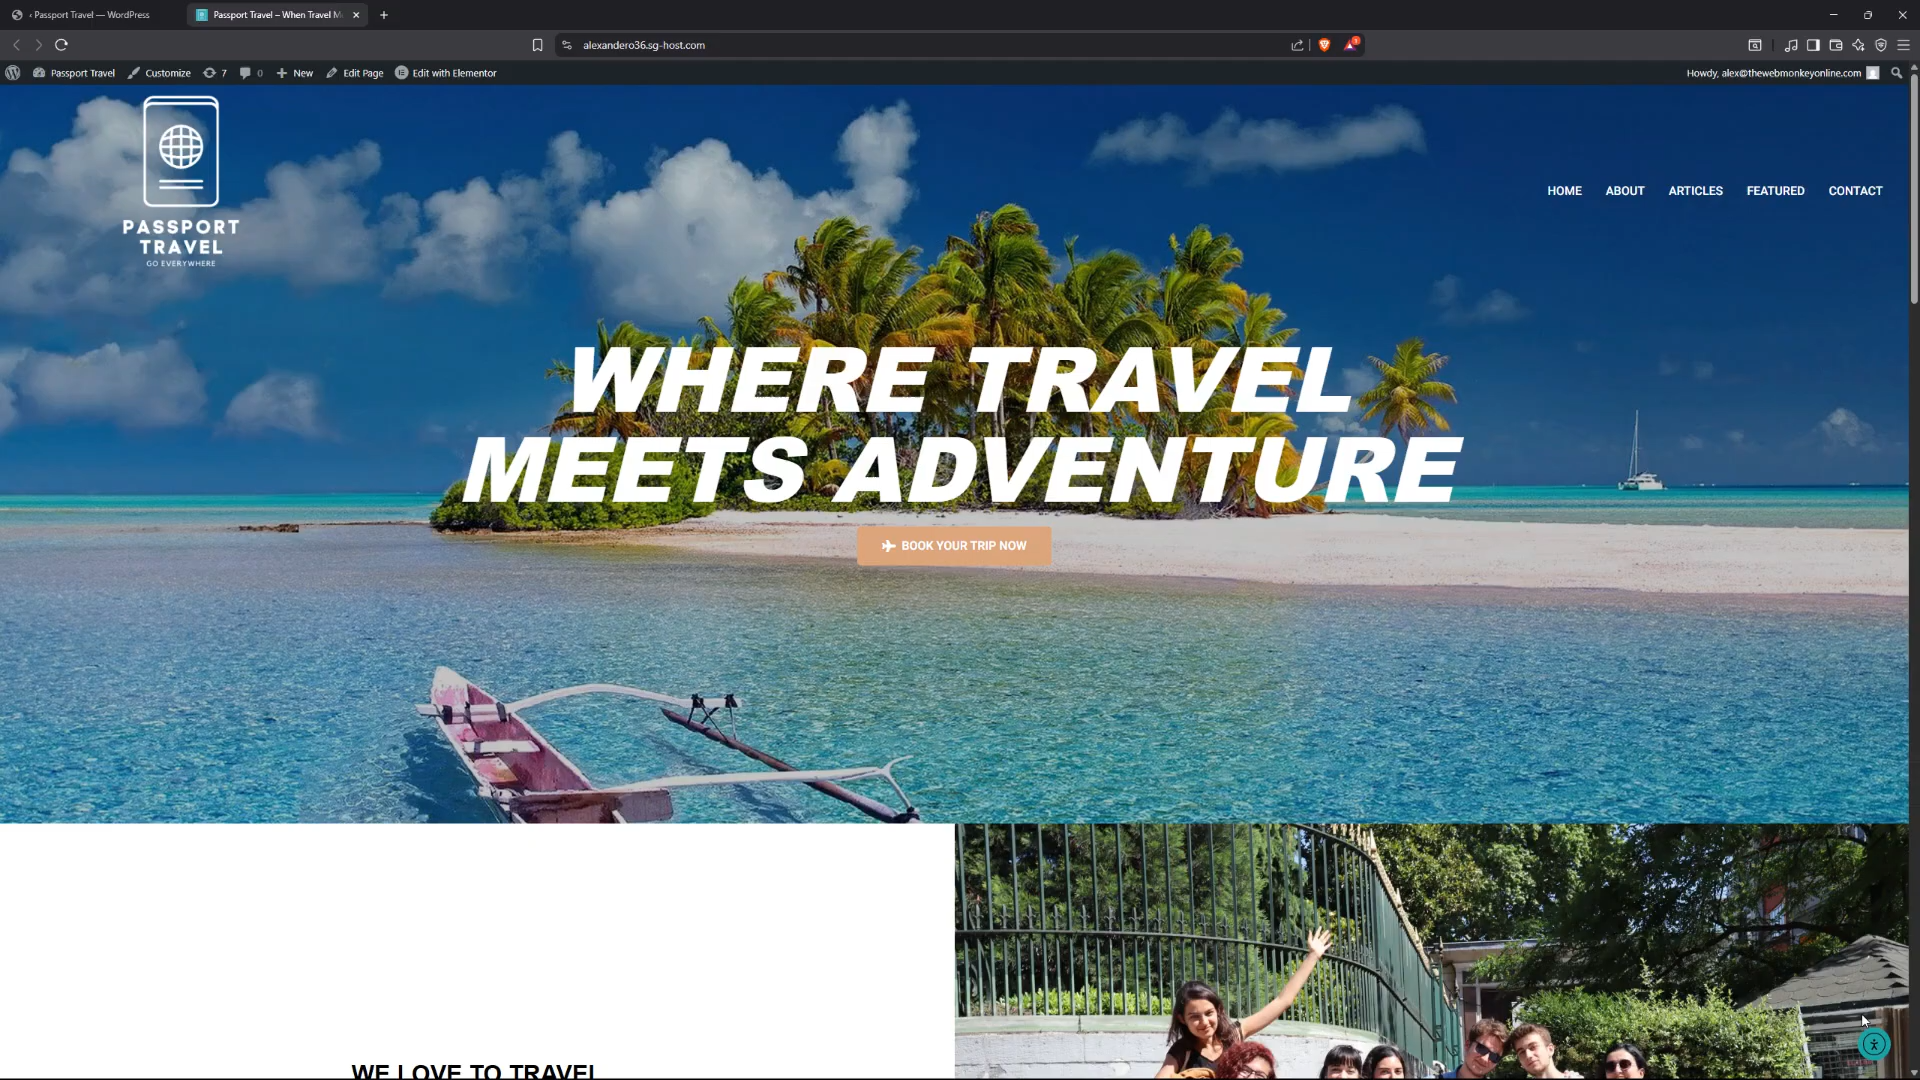 ‹ Passport Travel — WordPress
Passport Travel – When Travel M
alexandero36.sg-host.com
1
Passport Travel
Customize
7
0
New
Edit Page
Edit with Elementor
Howdy, alex@thewebmonkeyonline.com
PASSPORT
TRAVEL
GO EVERYWHERE
HOME
ABOUT
ARTICLES
FEATURED
CONTACT
WHERE TRAVEL
MEETS ADVENTURE
BOOK YOUR TRIP NOW
WE LOVE TO TRAVEL